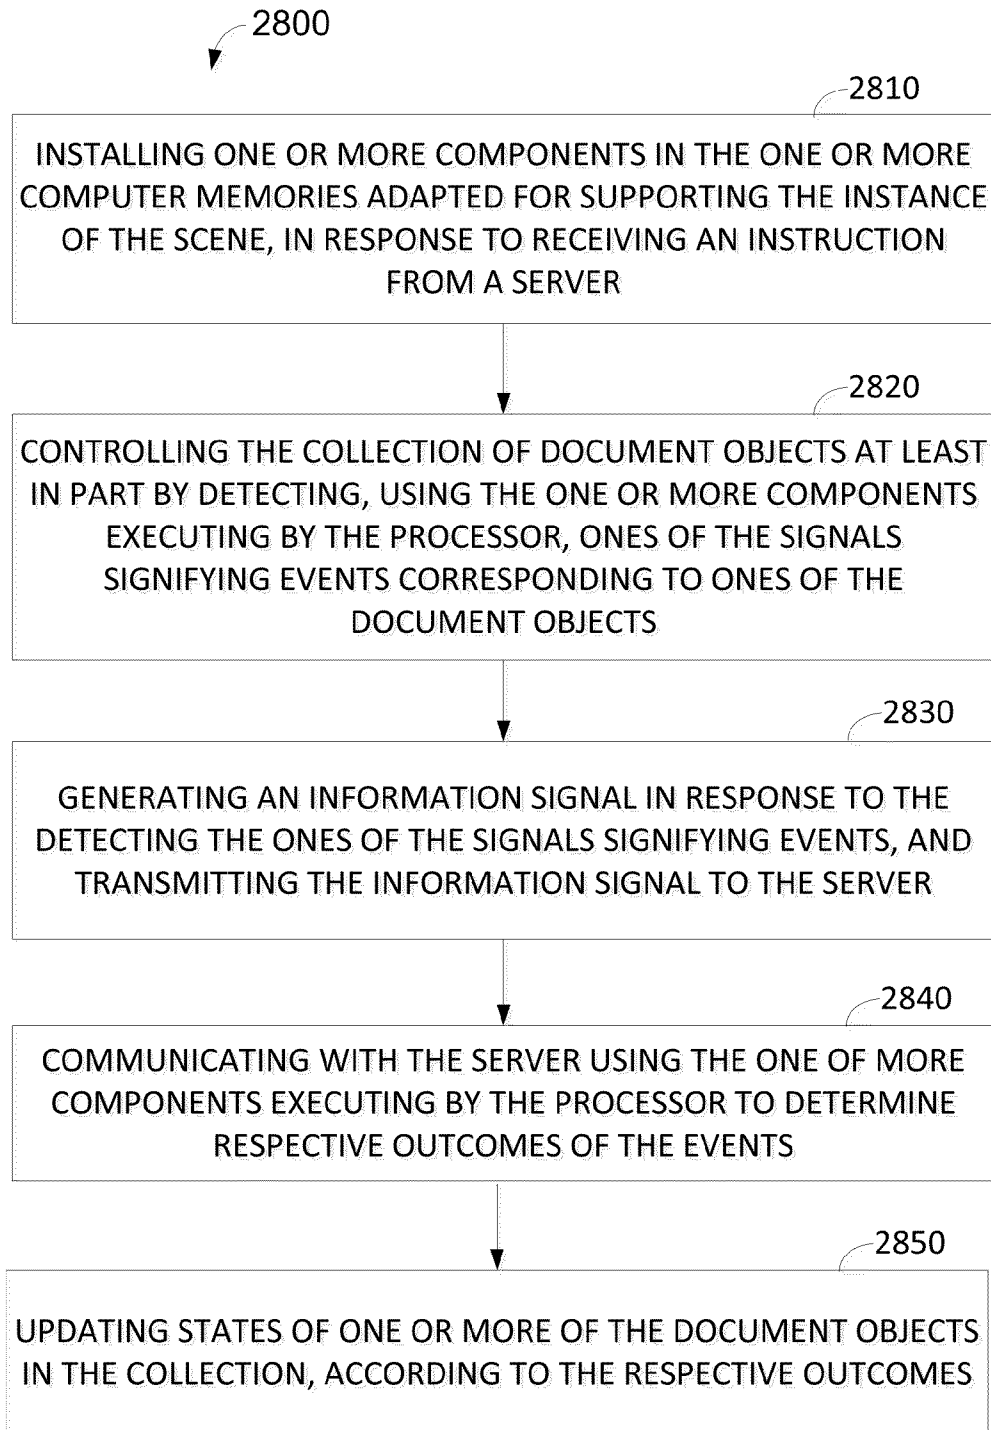 2800
2810
INSTALLING ONE OR MORE COMPONENTS IN THE ONE OR MORE
COMPUTER MEMORIES ADAPTED FOR SUPPORTING THE INSTANCE
OF THE SCENE, IN RESPONSE TO RECEIVING AN INSTRUCTION
FROM A SERVER
2820
CONTROLLING THE COLLECTION OF DOCUMENT OBJECTS AT LEAST
IN PART BY DETECTING, USING THE ONE OR MORE COMPONENTS
EXECUTING BY THE PROCESSOR, ONES OF THE SIGNALS
SIGNIFYING EVENTS CORRESPONDING TO ONES OF THE
DOCUMENT OBJECTS
2830
GENERATING AN INFORMATION SIGNAL IN RESPONSE TO THE
DETECTING THE ONES OF THE SIGNALS SIGNIFYING EVENTS, AND
TRANSMITTING THE INFORMATION SIGNAL TO THE SERVER
2840
COMMUNICATING WITH THE SERVER USING THE ONE OF MORE
COMPONENTS EXECUTING BY THE PROCESSOR TO DETERMINE
RESPECTIVE OUTCOMES OF THE EVENTS
2850
UPDATING STATES OF ONE OR MORE OF THE DOCUMENT OBJECTS
IN THE COLLECTION, ACCORDING TO THE RESPECTIVE OUTCOMES